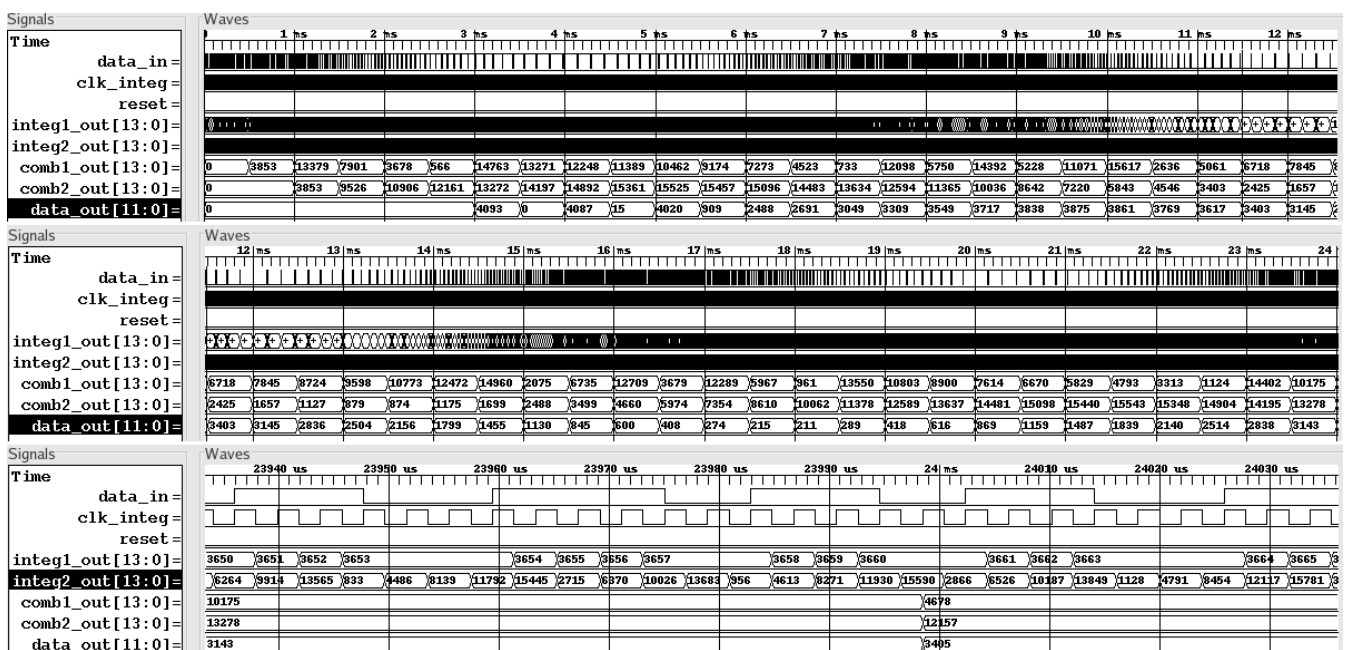 Signals Waves
Time 1 ms 2 ms 3 ms 4 ms 5 ms 6 ms 7 ms 8 ms 9 ms 10 ms 11 ms 12 ms
data_in=
clk_integ=
reset=
integ1_out[13:0]=
integ2_out[13:0]=
comb1_out[13:0]= 0 3853 13379 7901 3678 566 14763 13271 12248 11389 10462 9174 7273 4523 733 12098 5750 14392 5228 11071 15617 2636 5061 6718 7845
comb2_out[13:0]= 0 3853 9526 10906 12161 13272 14197 14892 15361 15525 15457 15096 14483 13634 12594 11365 10036 8642 7220 5843 4546 3403 2425 1657
data_out[11:0]= 0 4093 0 4087 15 4020 909 2488 2691 3049 3309 3549 3717 3838 3875 3861 3769 3617 3403 3145
Signals Waves
Time 12 ms 13 ms 14 ms 15 ms 16 ms 17 ms 18 ms 19 ms 20 ms 21 ms 22 ms 23 ms 24
data_in=
clk_integ=
reset=
integ1_out[13:0]=
integ2_out[13:0]=
comb1_out[13:0]= 6718 7845 8724 9598 10773 12472 14960 2075 6735 12709 3679 12289 5967 961 13550 10803 8900 7614 6670 5829 4793 3313 1124 14402 10175
comb2_out[13:0]= 2425 1657 1127 879 874 1175 1699 2488 3499 4660 5974 7354 8610 10062 11378 12589 13637 14481 15098 15440 15543 15348 14904 14195 13278
data_out[11:0]= 3403 3145 2836 2504 2156 1799 1455 1130 845 600 408 274 215 211 289 418 616 869 1159 1487 1839 2140 2514 2838 3143
Signals Waves
Time 23940 us 23950 us 23960 us 23970 us 23980 us 23990 us 24 ms 24010 us 24020 us 24030 us
data_in=
clk_integ=
reset=
integ1_out[13:0]= 3650 3651 3652 3653 3654 3655 3656 3657 3658 3659 3660 3661 3662 3663 3664 3665
integ2_out[13:0]= 6264 9914 13565 833 4486 8139 11792 15445 2715 6370 10026 13683 956 4613 8271 11930 15590 2866 6526 10187 13849 1128 4791 8454 12117 15781
comb1_out[13:0]= 10175 4678
comb2_out[13:0]= 13278 12157
data_out[11:0]= 3143 3405